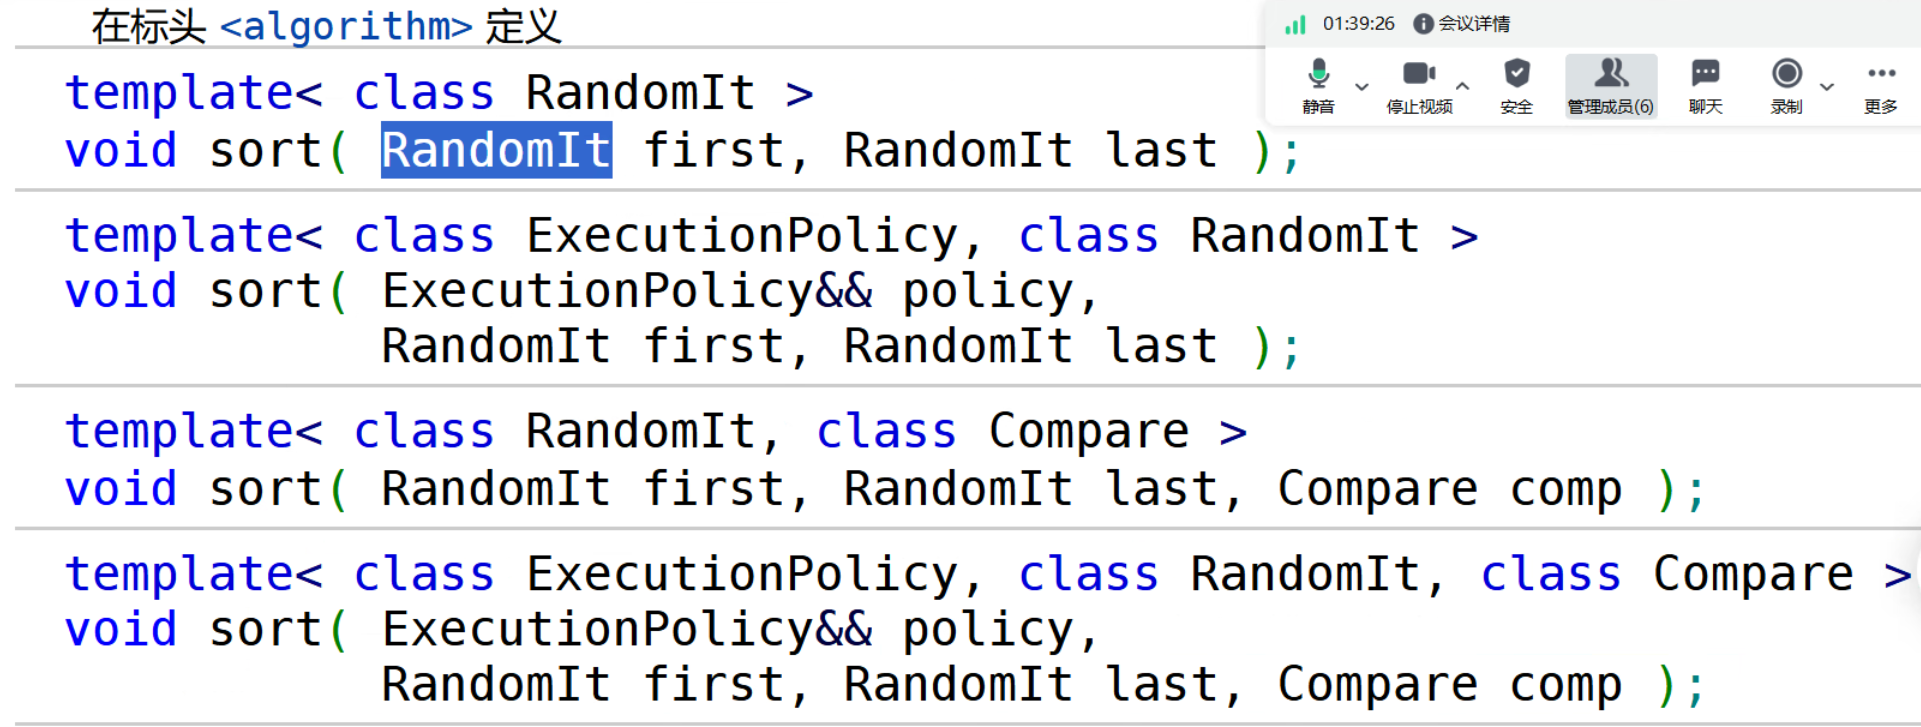 在标头 <algorithm> 定义
01:39:26 会议详情
静音 停止视频 安全 管理成员(6) 聊天 录制 更多
template< class RandomIt >
void sort( RandomIt first, RandomIt last );
template< class ExecutionPolicy, class RandomIt >
void sort( ExecutionPolicy&& policy,
RandomIt first, RandomIt last );
template< class RandomIt, class Compare >
void sort( RandomIt first, RandomIt last, Compare comp );
template< class ExecutionPolicy, class RandomIt, class Compare >
void sort( ExecutionPolicy&& policy,
RandomIt first, RandomIt last, Compare comp );